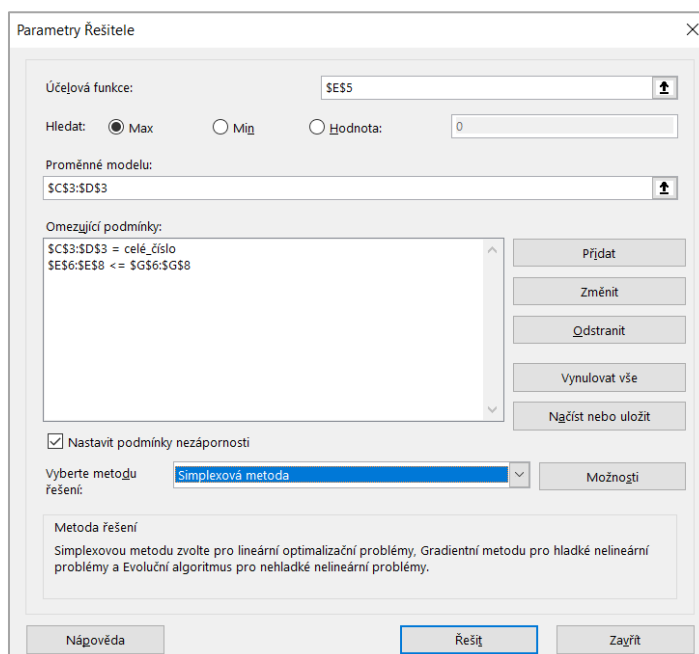 Parametry Řešitele
Účelová funkce:
$E$5
Hledat:
Max
Min
Hodnota:
0
Proměnné modelu:
$C$3:$D$3
Omezující podmínky:
$C$3:$D$3 = celé_číslo
$E$6:$E$8 <= $G$6:$G$8
Přidat
Změnit
Odstranit
Vynulovat vše
Načíst nebo uložit
Nastavit podmínky nezápornosti
Vyberte metodu
řešení:
Simplexová metoda
Možnosti
Metoda řešení
Simplexovou metodu zvolte pro lineární optimalizační problémy, Gradientní metodu pro hladké nelineární
problémy a Evoluční algoritmus pro nehladké nelineární problémy.
Nápověda
Řešit
Zavřít